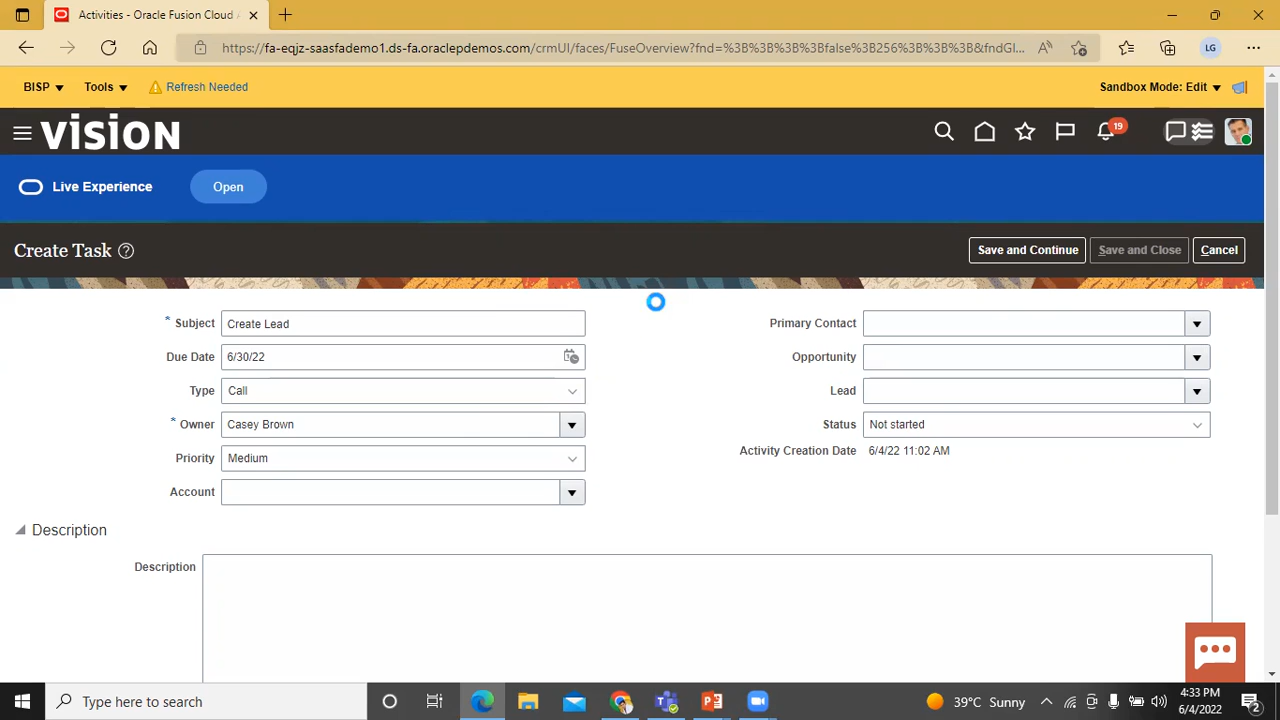 Activities - Oracle Fusion Cloud
https://fa-eqjz-saasfademo1.ds-fa.oraclepdemos.com/crmUI/faces/FuseOverview?fnd=%3B%3B%3B%3Bfalse%3B256%3B%3B%3B&fndGl...
LG
BISP
Tools
Refresh Needed
Sandbox Mode: Edit
vision
19
Live Experience
Open
Create Task
Save and Continue
Save and Close
Cancel
* Subject Create Lead
Due Date 6/30/22
Type Call
* Owner Casey Brown
Priority Medium
Account
Primary Contact
Opportunity
Lead
Status Not started
Activity Creation Date 6/4/22 11:02 AM
Description
Description
Type here to search
39°C Sunny
4:33 PM
6/4/2022
2